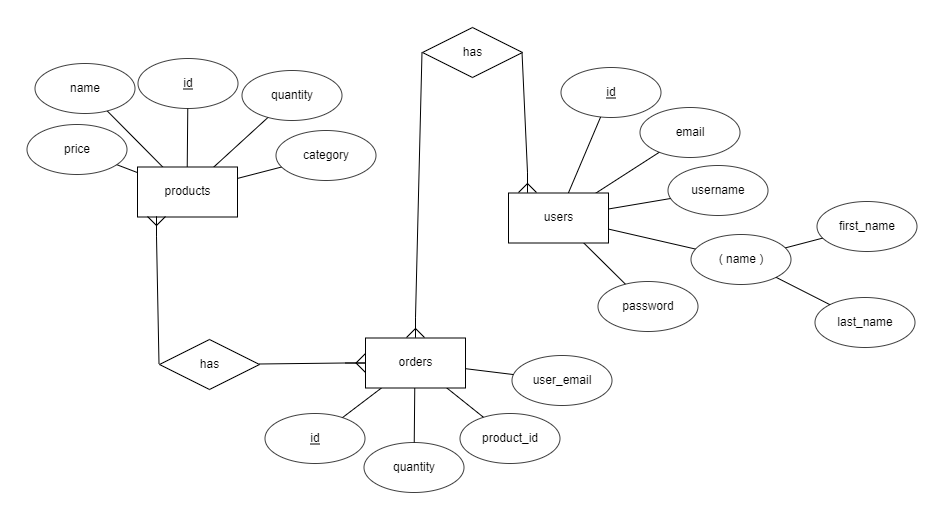 has
name
id
quantity
id
email
price
category
products
username
users
first_name
( name )
password
last_name
has
orders
user_email
id
product_id
quantity